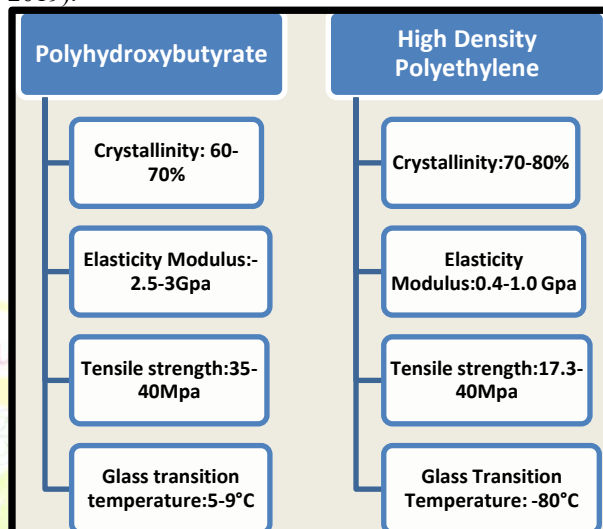 2019).
Polyhydroxybutyrate
Crystallinity: 60-
70%
Elasticity Modulus:-
2.5-3Gpa
Tensile strength:35-
40Mpa
Glass transition
temperature:5-9°C
High Density
Polyethylene
Crystallinity:70-80%
Elasticity
Modulus:0.4-1.0 Gpa
Tensile strength:17.3-
40Mpa
Glass Transition
Temperature: -80°C